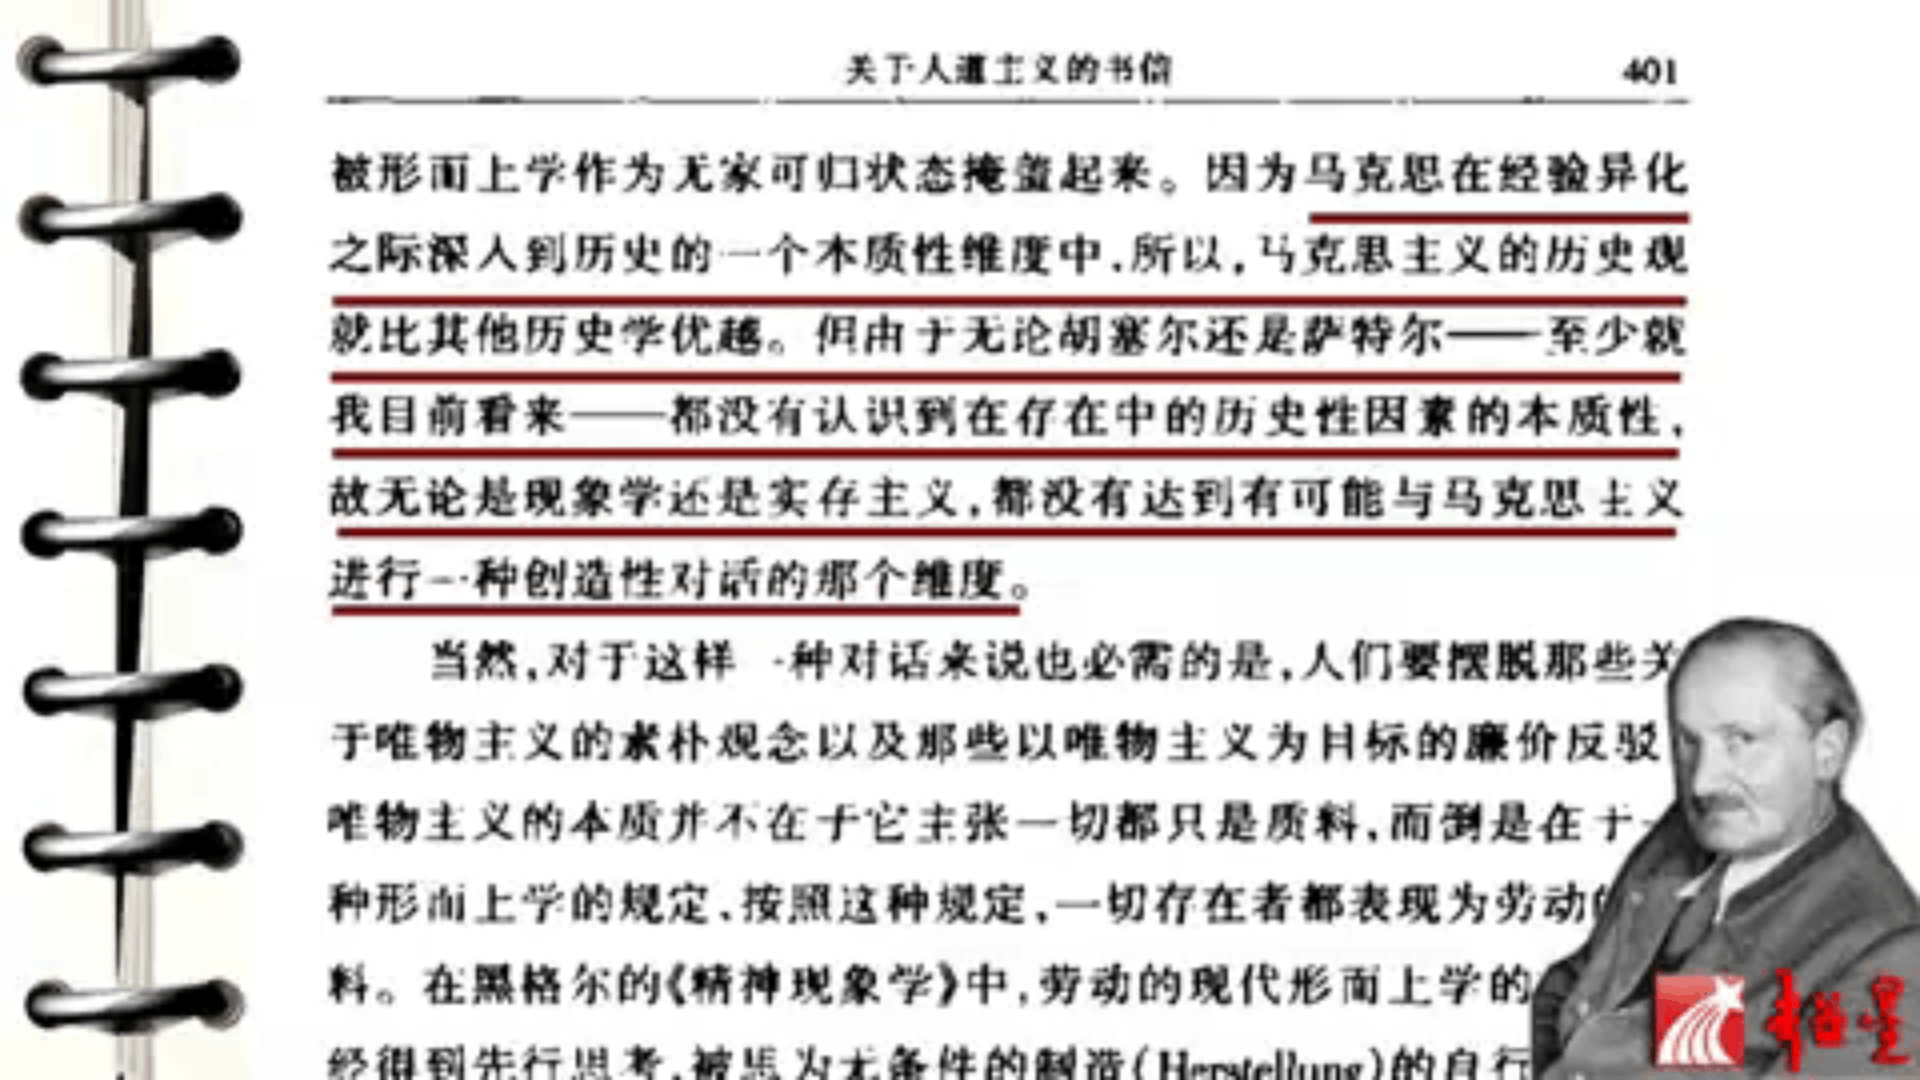 关于人道主义的书信 401
被形而上学作为无家可归状态掩盖起来。因为马克思在经验异化
之际深入到历史的一个本质性维度中,所以,马克思主义的历史观
就比其他历史学优越。但由于无论胡塞尔还是萨特尔——至少就
我目前看来——都没有认识到在存在中的历史性因素的本质性,
故无论是现象学还是实存主义,都没有达到有可能与马克思主义
进行一种创造性对话的那个维度。
当然,对于这样一种对话来说也必需的是,人们要摆脱那些关
于唯物主义的素朴观念以及那些以唯物主义为目标的廉价反驳
唯物主义的本质并不在于它主张一切都只是质料,而倒是在于一
种形而上学的规定,按照这种规定,一切存在者都表现为劳动
料。在黑格尔的《精神现象学》中,劳动的现代形而上学的
经得到先行思考,被思为无条件的制造(Herstellung)的自行